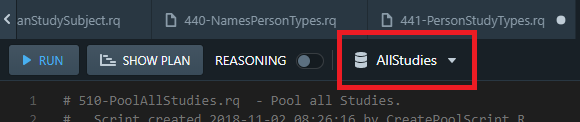 anStudySubject.rq 440-NamesPersonTypes.rq 441-PersonStudyTypes.rq
RUN SHOW PLAN REASONING AllStudies
1 # 510-PoolAllStudies.rq - Pool all Studies.
2 # Script created 2018-11-02 08:26:16 by CreatePoolScript.R